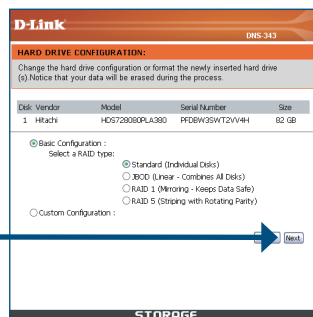 D-Link
DNS-343
HARD DRIVE CONFIGURATION:
Change the hard drive configuration or format the newly inserted hard drive
(s).Notice that your data will be erased during the process.
Disk Vendor Model Serial Number Size
1 Hitachi HDS728080PLA380 PFDBW3SWT2VV4H 82 GB
Basic Configuration :
Select a RAID type:
Standard (Individual Disks)
JBOD (Linear - Combines All Disks)
RAID 1 (Mirroring - Keeps Data Safe)
RAID 5 (Striping with Rotating Parity)
Custom Configuration :
Next
STORAGE